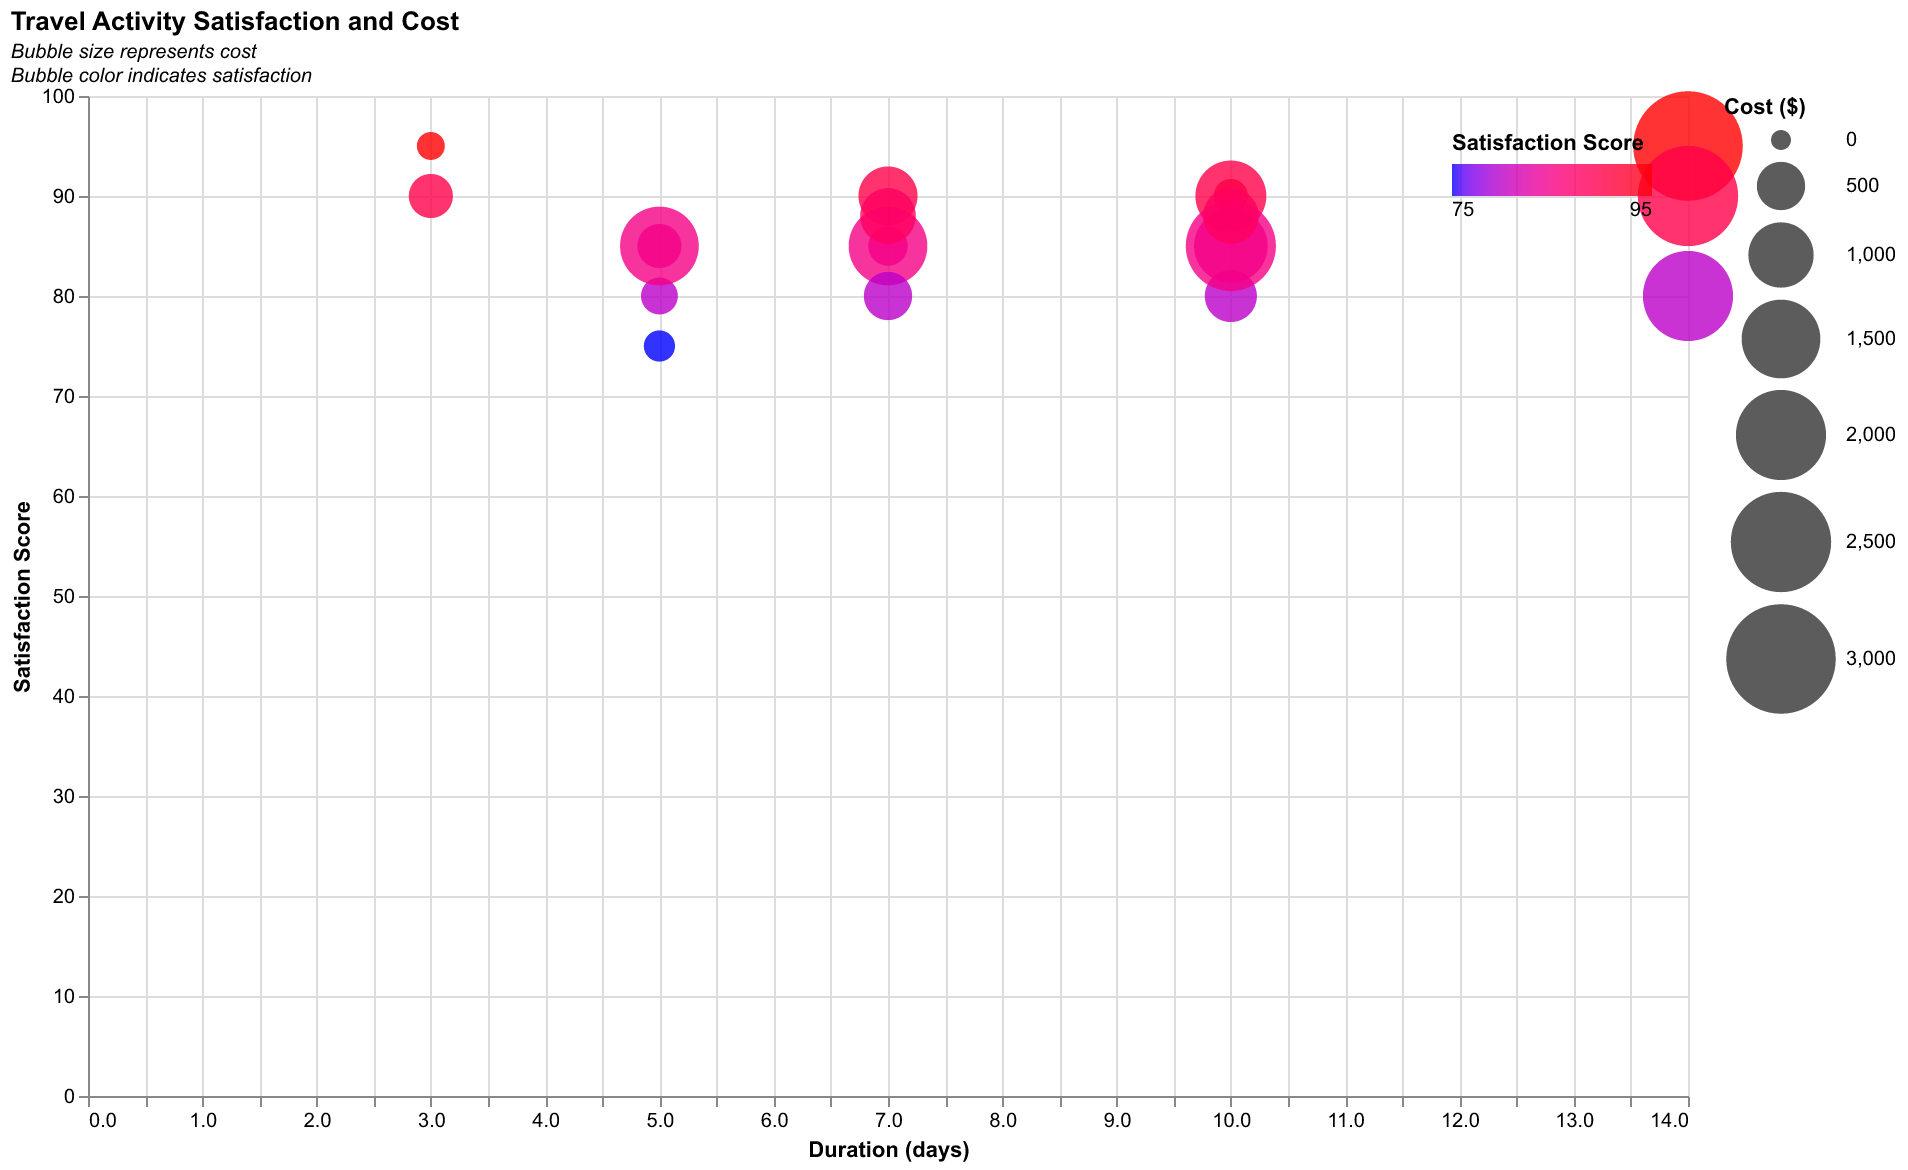 Travel Activity Satisfaction and Cost
Bubble size represents cost
Bubble color indicates satisfaction
100
90
80
70
60
50
40
30
20
10
0
Satisfaction Score
0.0 1.0 2.0 3.0 4.0 5.0 6.0 7.0 8.0 9.0 10.0 11.0 12.0 13.0 14.0
Duration (days)
Satisfaction Score
75 95
Cost ($)
0
500
1,000
1,500
2,000
2,500
3,000